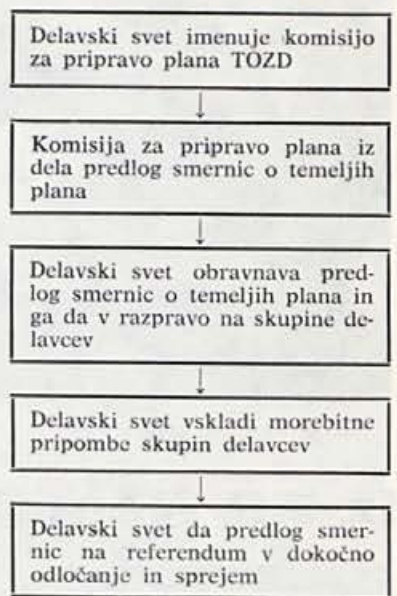 Delavski svet imenuje komisijo
za pripravo plana TOZD
↓
Komisija za pripravo plana iz
dela predlog smernic o temeljih
plana
↓
Delavski svet obravnava pred-
log smernic o temeljih plana in
ga da v razpravo na skupine de-
lavcev
↓
Delavski svet vskladi morebitne
pripombe skupin delavcev
↓
Delavski svet da predlog smer-
nic na referendum v dokočno
odločanje in sprejem